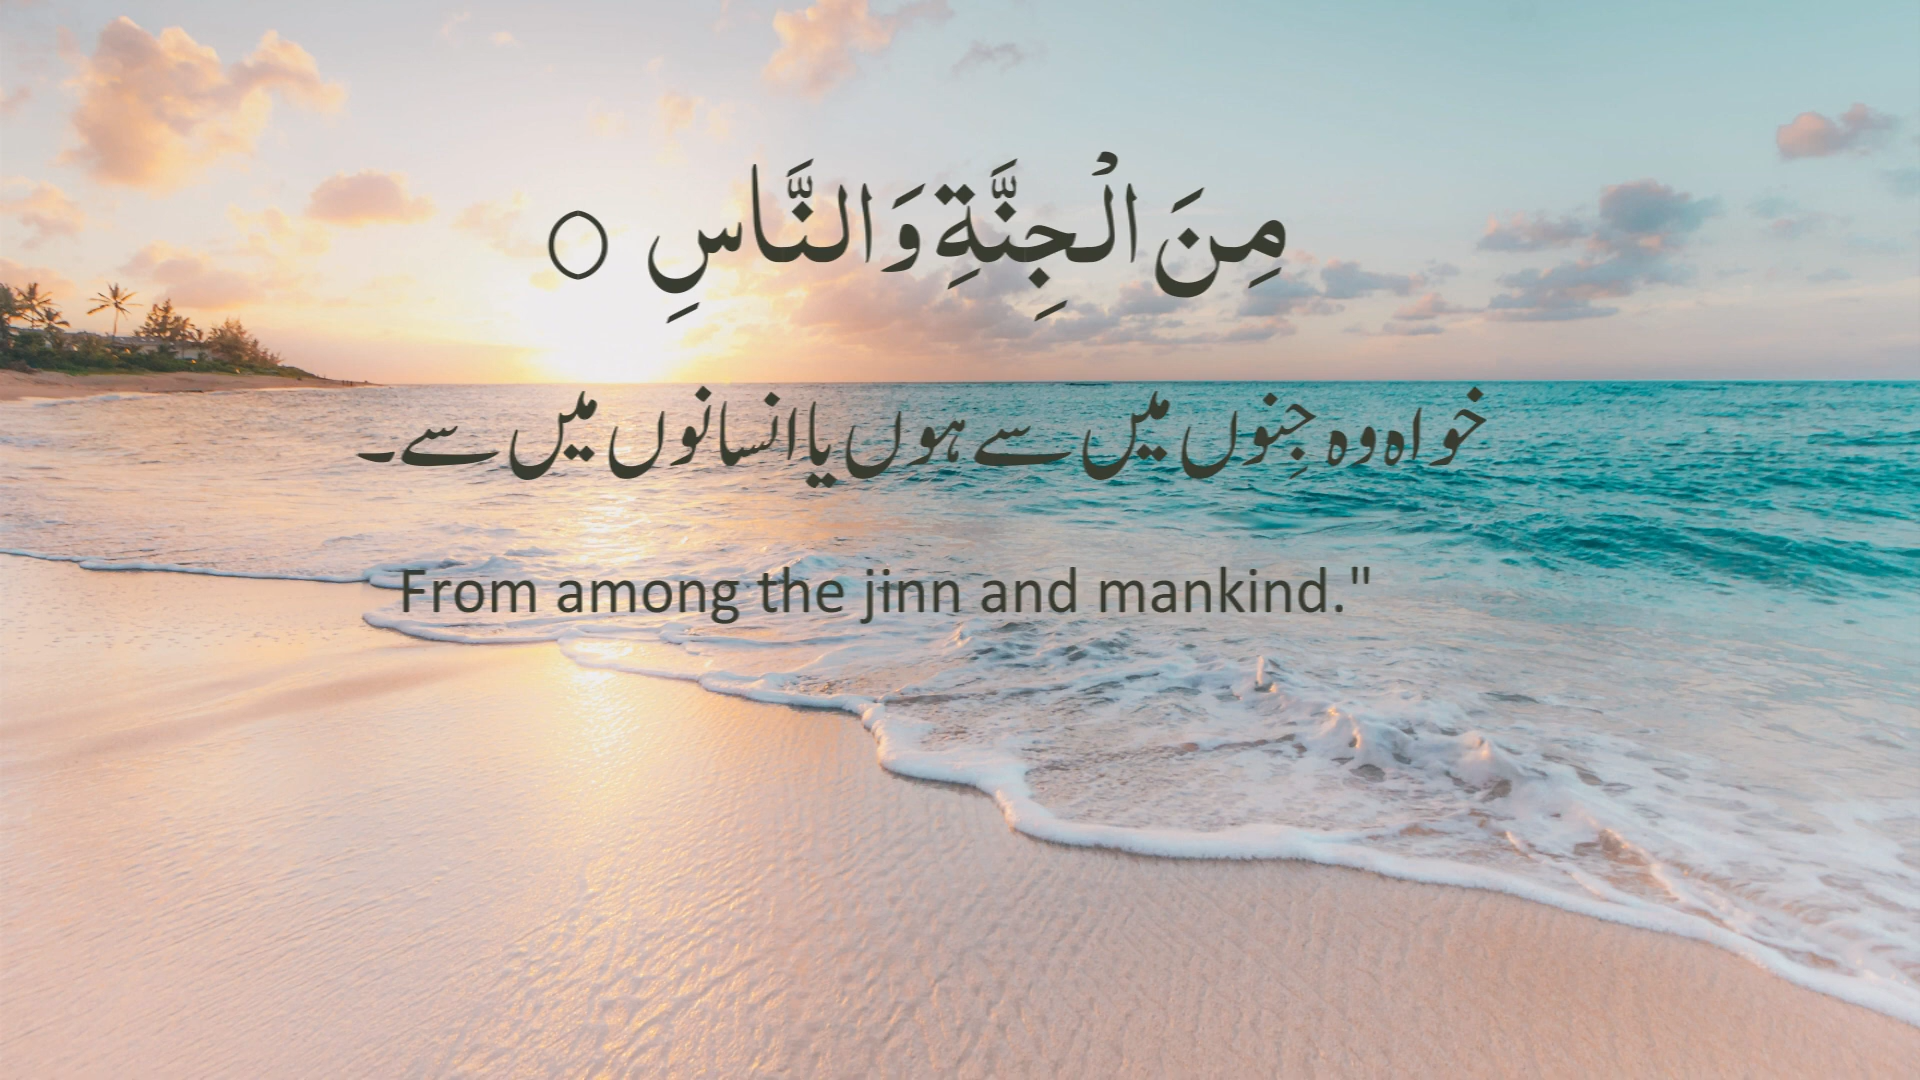 مِنَ الْجِنَّةِ وَالنَّاسِ ○
خواہ وہ جِنوں میں سے ہوں یا انسانوں میں سے۔
From among the jinn and mankind."